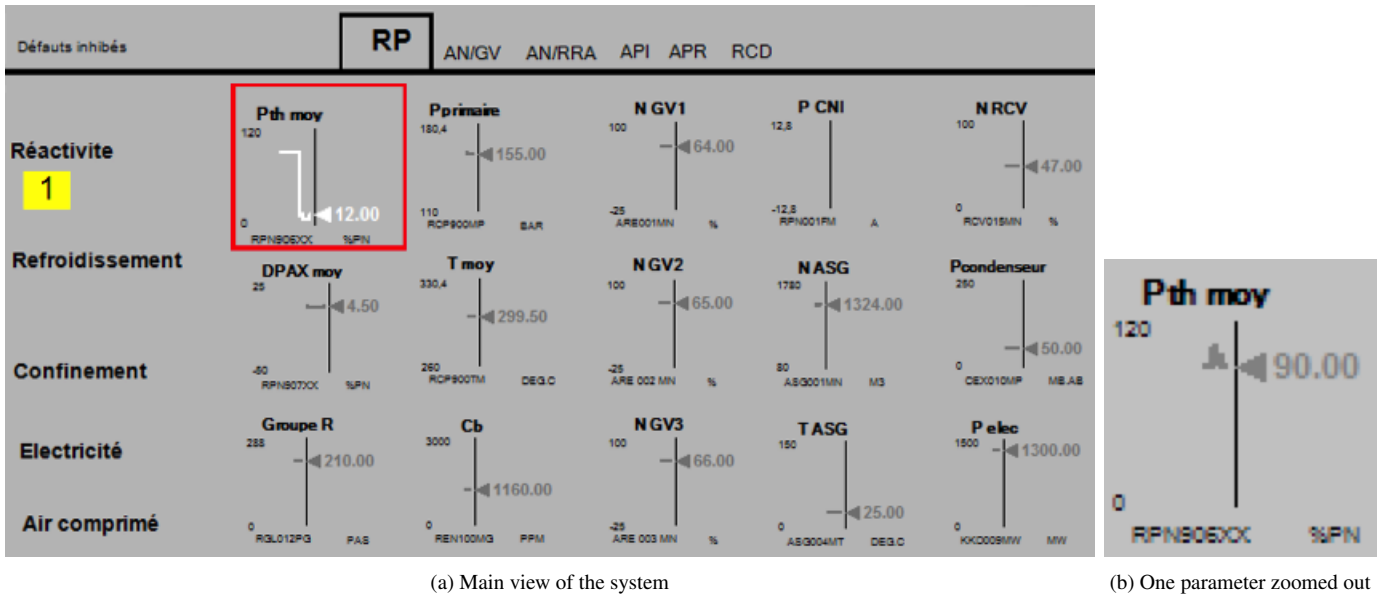 Défauts inhibés
RP
AN/GV AN/RRA API APR RCD
Réactivite
1
Refroidissement
Confinement
Electricité
Air comprimé
Pth moy
120
12.00
0
RPN906XX %PN
Pprimaire
180,4
155.00
110
RCP900MP BAR
N GV1
100
64.00
-25
ARE001MN %
P CNI
12,8
-12,8
RPN001FM A
N RCV
100
47.00
0
RCV015MN %
DPAX moy
25
4.50
-50
RPN907XX %PN
T moy
330,4
299.50
260
RCP900TM DEG.C
N GV2
100
65.00
-25
ARE 002 MN %
N ASG
1780
1324.00
80
ASG001MN M3
Pcondenseur
250
50.00
0
CEX010MP MB.AB
Groupe R
288
210.00
0
RGL012PG PAS
Cb
3000
1160.00
0
REN100MG PPM
N GV3
100
66.00
-25
ARE 003 MN %
T ASG
150
25.00
0
ASG004MT DEG.C
P elec
1500
1300.00
0
KKO009MW MW
Pth moy
120
90.00
0
RPN906XX %PN
(a) Main view of the system
(b) One parameter zoomed out